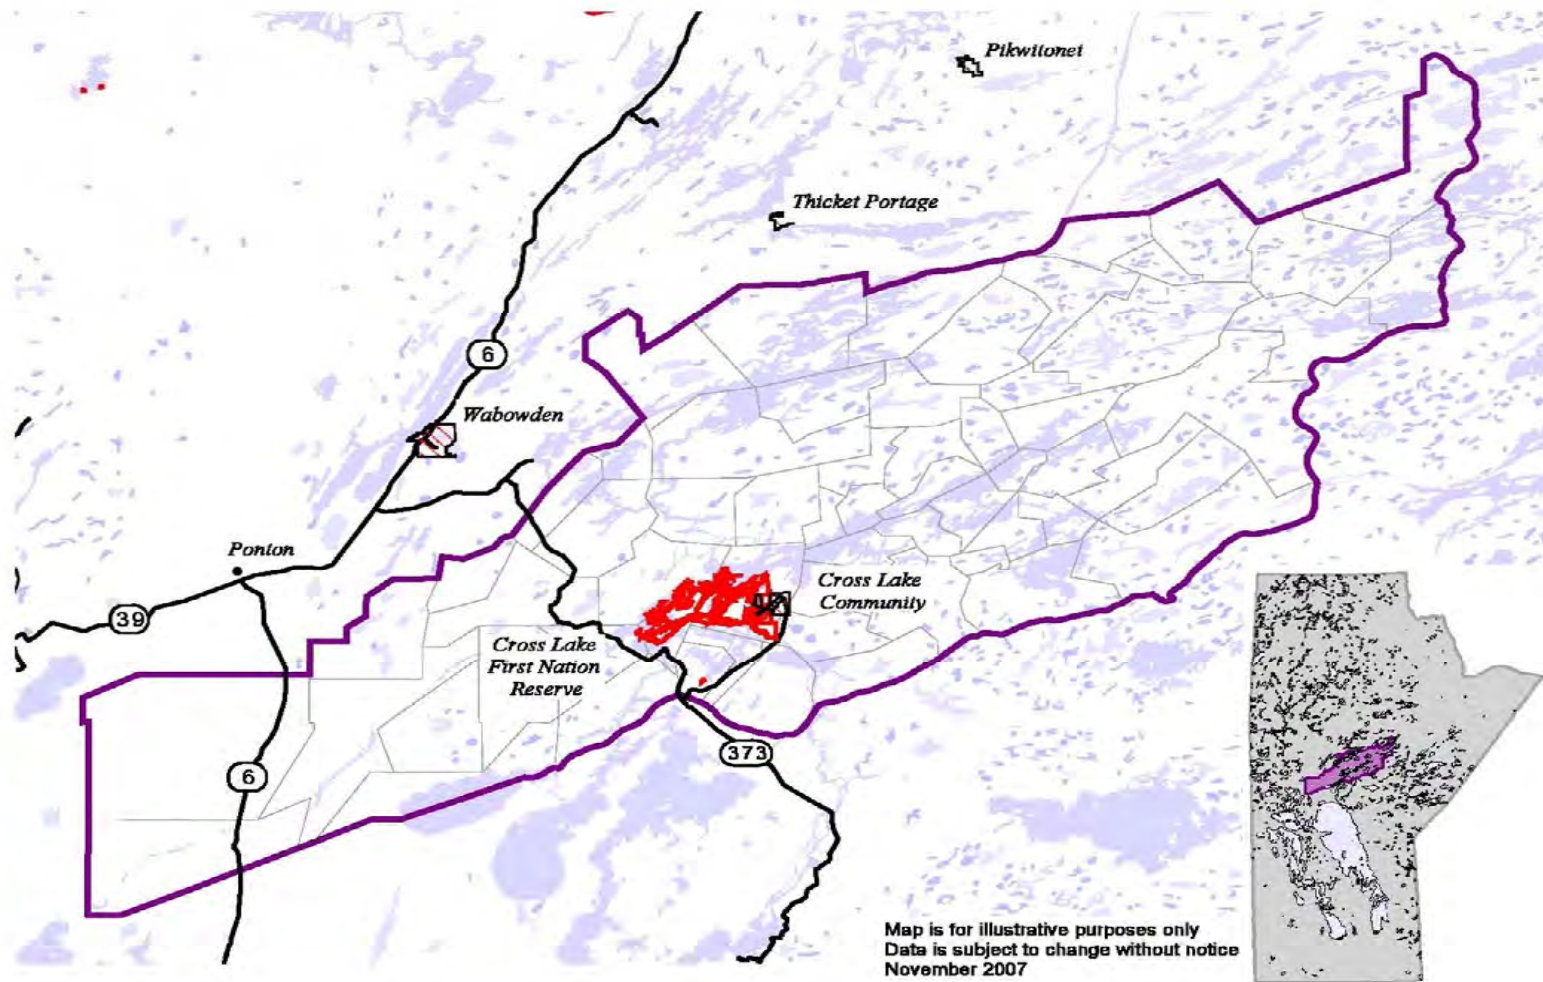 Pikwitonei
Thicket Portage
6
Wabowden
Ponton
39
Cross Lake
Community
Cross Lake
First Nation
Reserve
6
373
Map is for illustrative purposes only
Data is subject to change without notice
November 2007